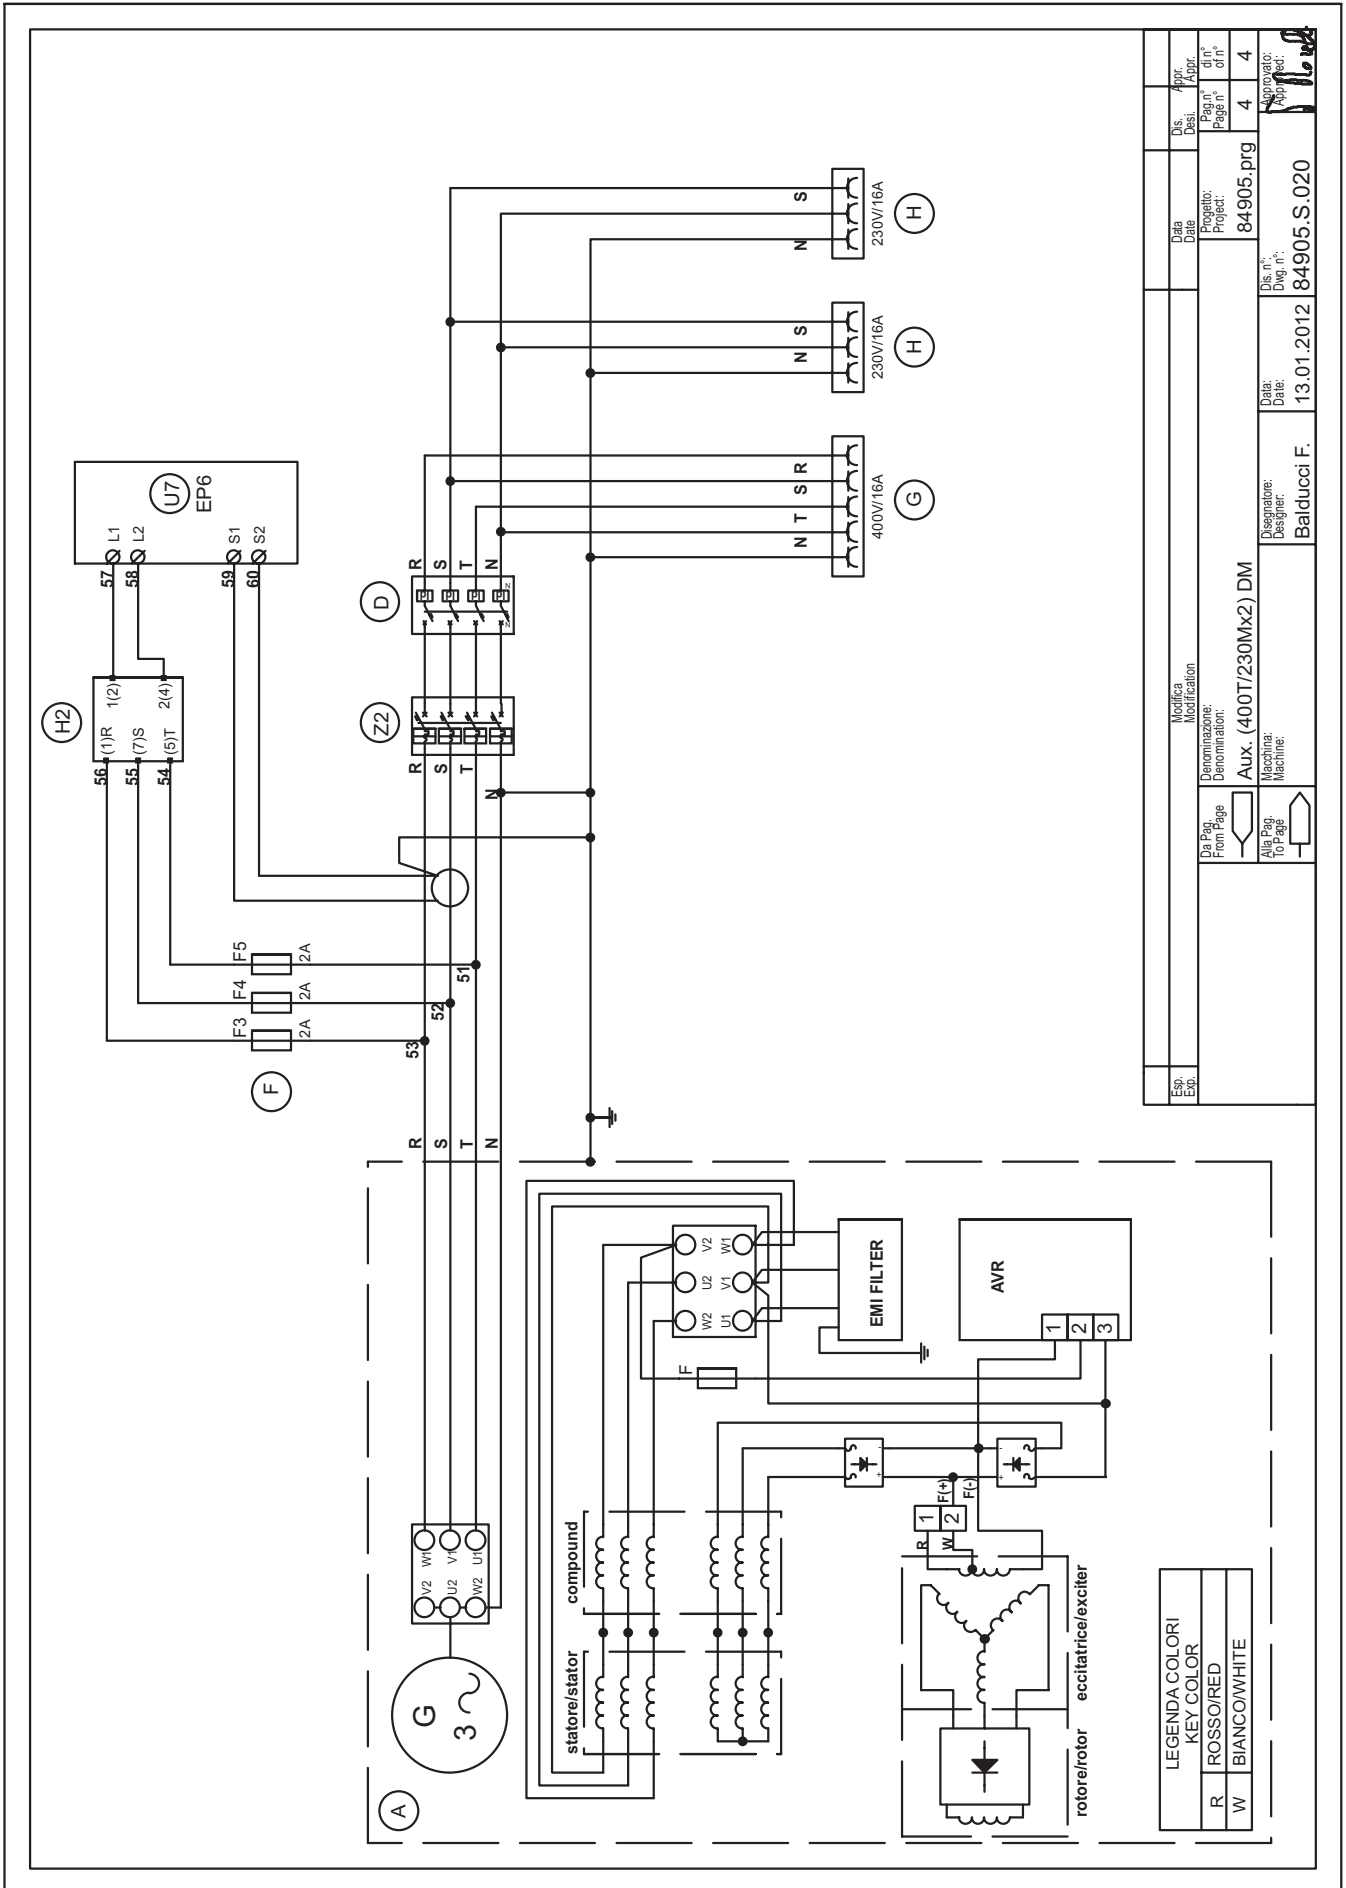 H2
56
55
54
(1)R
(7)S
(5)T
1(2)
2(4)
57
58
59
60
L1
L2
S1
S2
U7
EP6
F
F3
F4
F5
2A
2A
2A
53
52
51
R
S
T
N
Z2
R
S
T
N
D
N
N
R
S
T
N
N T S R
400V/16A
G
N S
230V/16A
H
N S
230V/16A
H
A
G
3
V2 W1
U2 V1
W2 U1
statore/stator
compound
W2 U2 V2
U1 V1 W1
F
EMI FILTER
AVR
1
2
3
- +
- +
F(+)
F(-)
1
2
R
W
rotore/rotor
eccitatrice/exciter
LEGENDA COLORI
KEY COLOR
R ROSSO/RED
W BIANCO/WHITE
Esp.
Exp.
Modifica
Modification
Data
Date
Dis.
Desi.
Appr.
Appr.
Da Pag.
From Page
Denominazione:
Denomination:
Aux. (400T/230Mx2) DM
Progetto:
Project:
84905.prg
Pag.n°
Page n°
4
di n°
of n°
4
Alla Pag.
To Page
Macchina:
Machine:
Disegnatore:
Designer:
Balducci F.
Data:
Date:
13.01.2012
Dis. n°:
Dwg. n°:
84905.S.020
Approvato:
Approved: